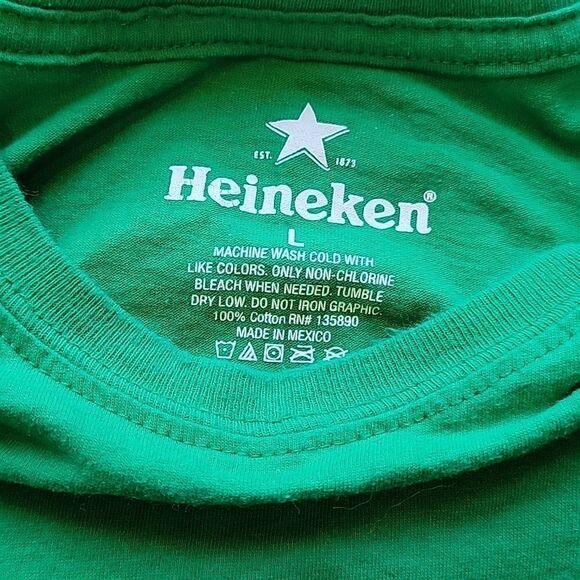 EST. 1873
Heineken®
L
MACHINE WASH COLD WITH
LIKE COLORS. ONLY NON-CHLORINE
BLEACH WHEN NEEDED. TUMBLE
DRY LOW. DO NOT IRON GRAPHIC.
100% Cotton RN# 135890
MADE IN MEXICO